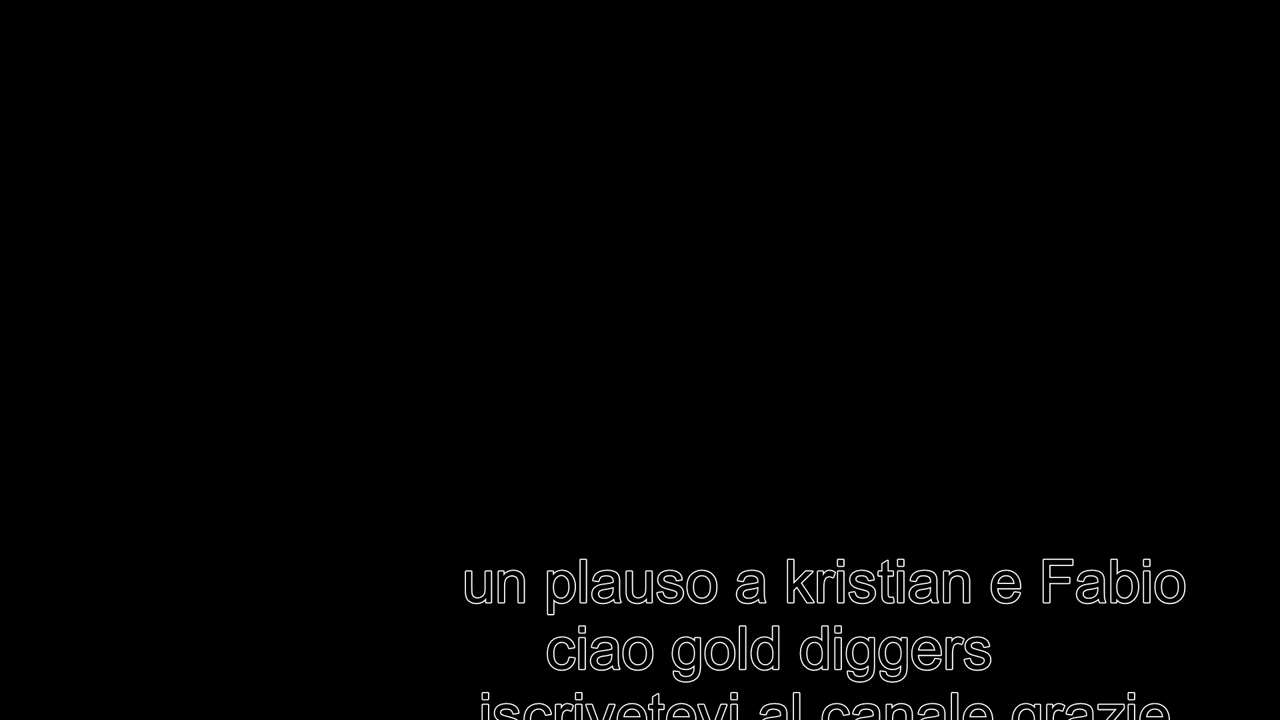 un plauso a kristian e Fabio
ciao gold diggers
iscrivetevi al canale grazie